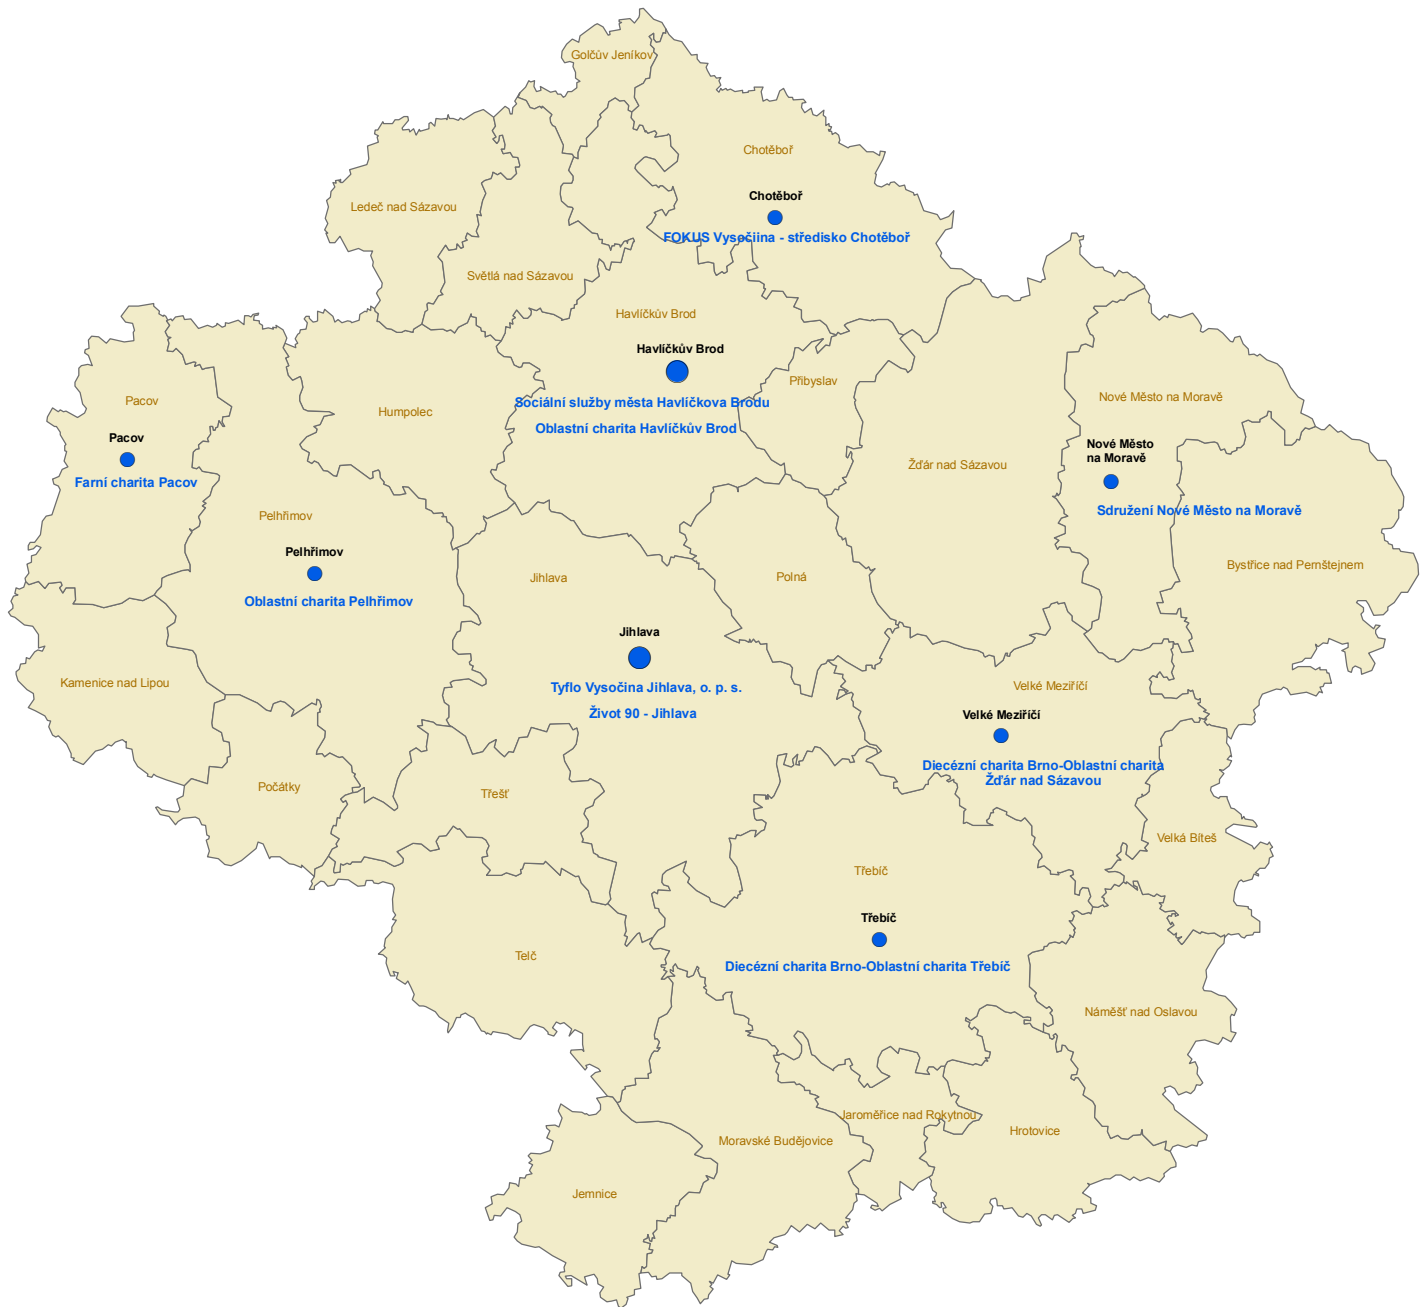 Golčův Jeníkov
Chotěboř
Chotěboř
FOKUS Vysočiina - středisko Chotěboř
Ledeč nad Sázavou
Světlá nad Sázavou
Havlíčkův Brod
Havlíčkův Brod
Sociální služby města Havlíčkova Brodu
Oblastní charita Havlíčkův Brod
Přibyslav
Humpolec
Pacov
Pacov
Farní charita Pacov
Nové Město na Moravě
Nové Město
na Moravě
Sdružení Nové Město na Moravě
Žďár nad Sázavou
Pelhřimov
Pelhřimov
Oblastní charita Pelhřimov
Jihlava
Jihlava
Tyflo Vysočina Jihlava, o. p. s.
Život 90 - Jihlava
Polná
Bystřice nad Pernštejnem
Kamenice nad Lipou
Velké Meziříčí
Velké Meziříčí
Diecézní charita Brno-Oblastní charita
Žďár nad Sázavou
Počátky
Třešť
Velká Bíteš
Třebíč
Třebíč
Diecézní charita Brno-Oblastní charita Třebíč
Telč
Náměšť nad Oslavou
Jaroměřice nad Rokytnou
Hrotovice
Moravské Budějovice
Jemnice